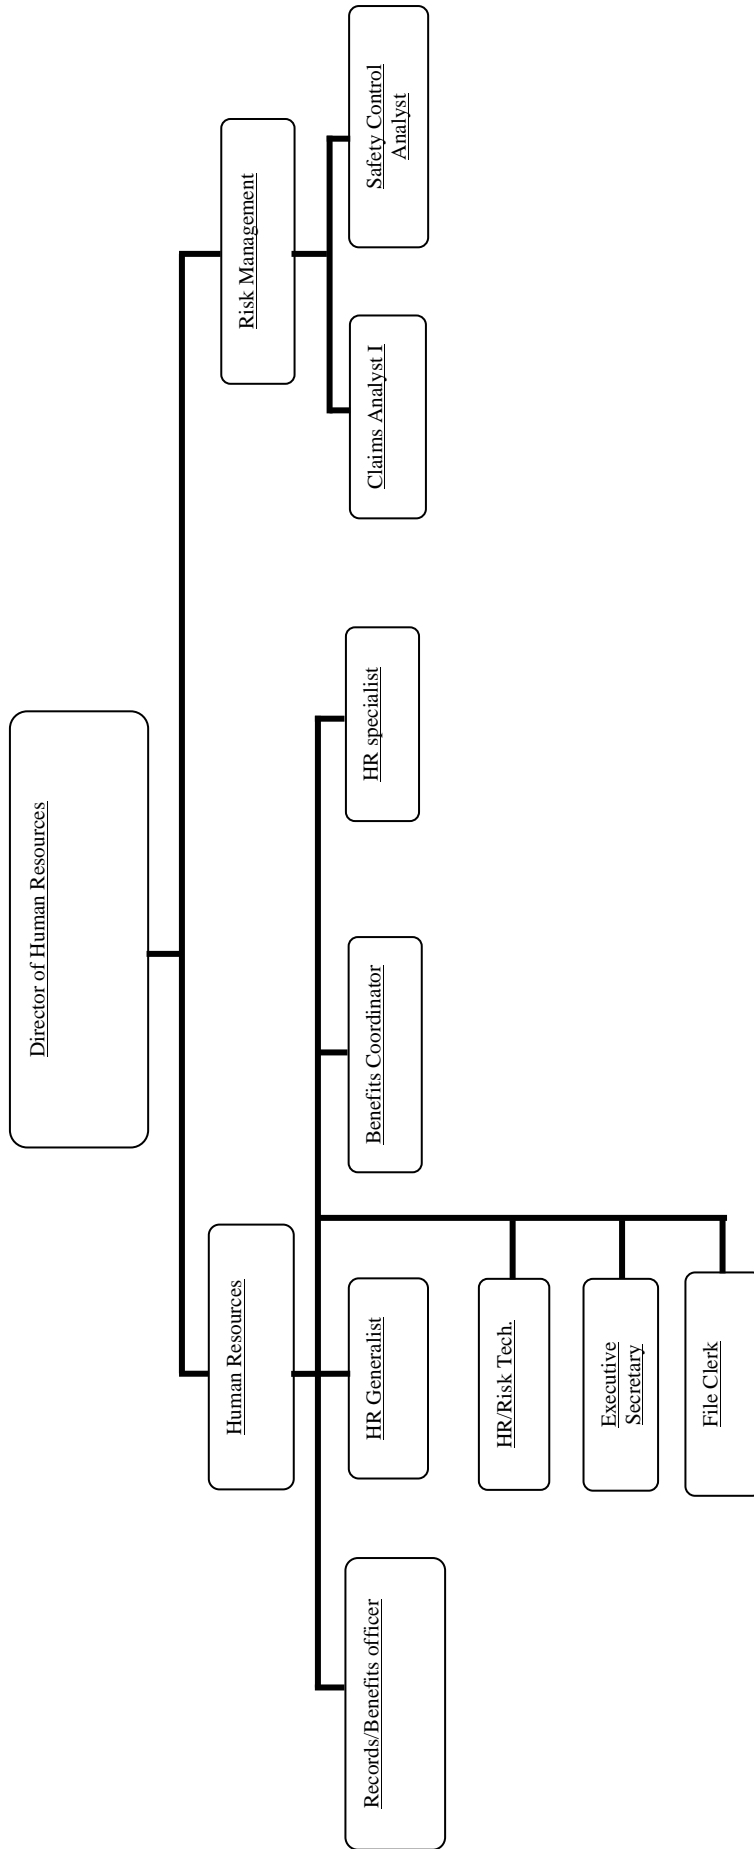 Director of Human Resources
Human Resources
Risk Management
Records/Benefits officer
HR Generalist
Benefits Coordinator
HR specialist
Claims Analyst I
Safety Control
Analyst
HR/Risk Tech.
Executive
Secretary
File Clerk